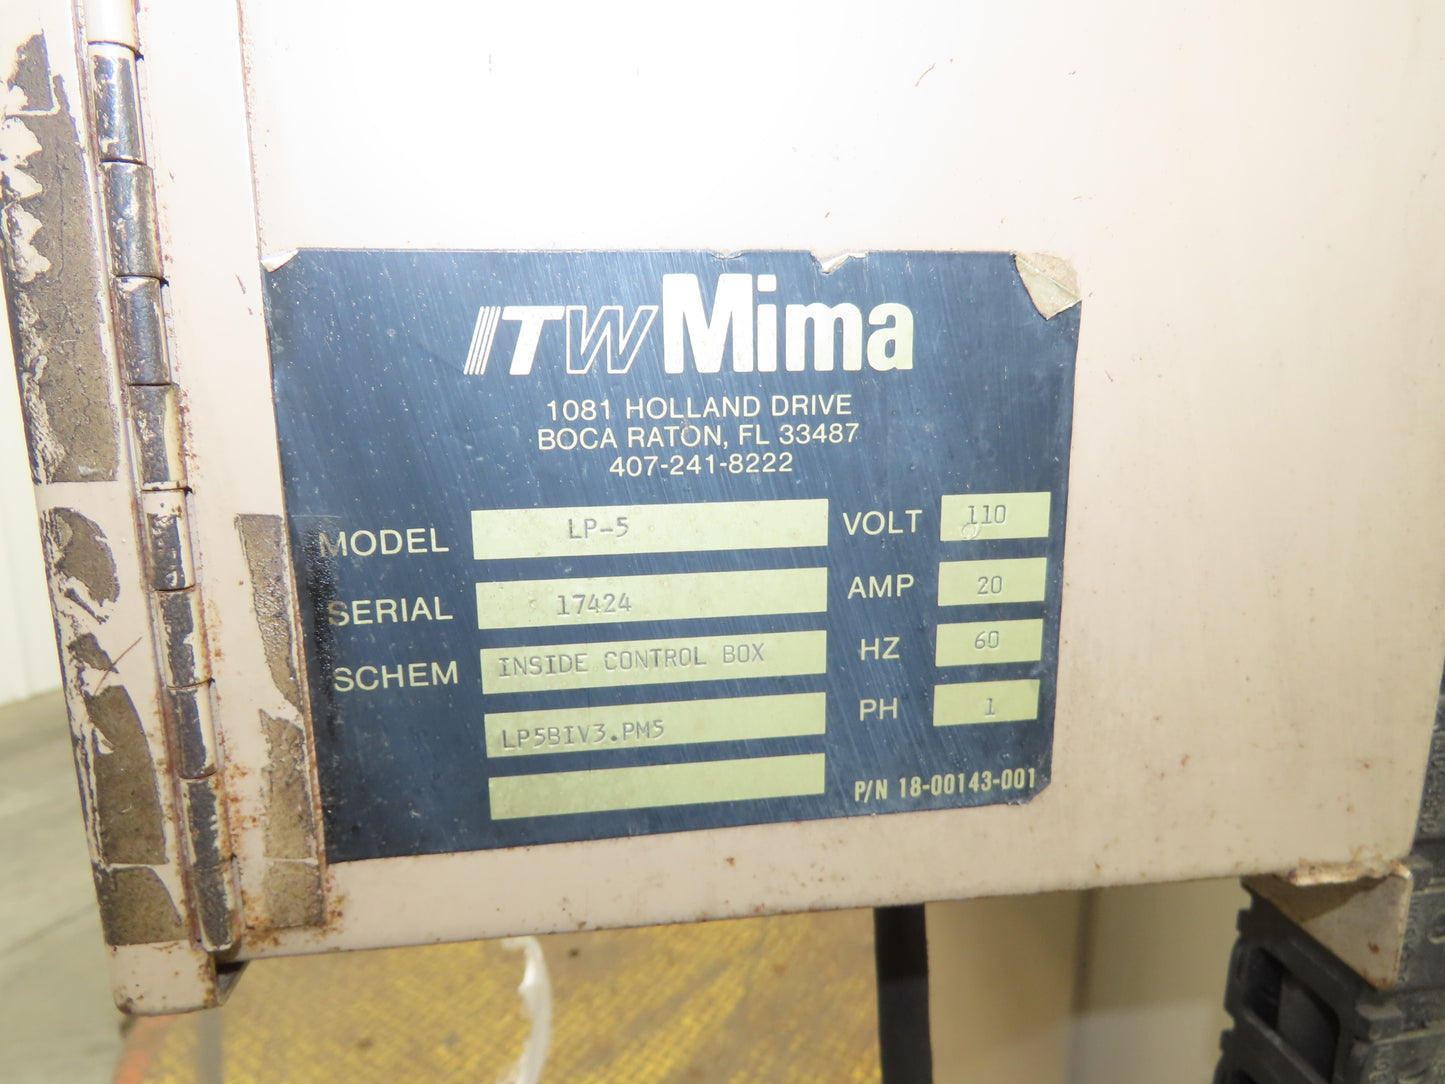 ITW Mima
1081 HOLLAND DRIVE
BOCA RATON, FL 33487
407-241-8222
MODEL LP-5 VOLT 110
SERIAL 17424 AMP 20
SCHEM INSIDE CONTROL BOX HZ 60
LP5BIV3.PM5 PH 1
P/N 18-00143-001